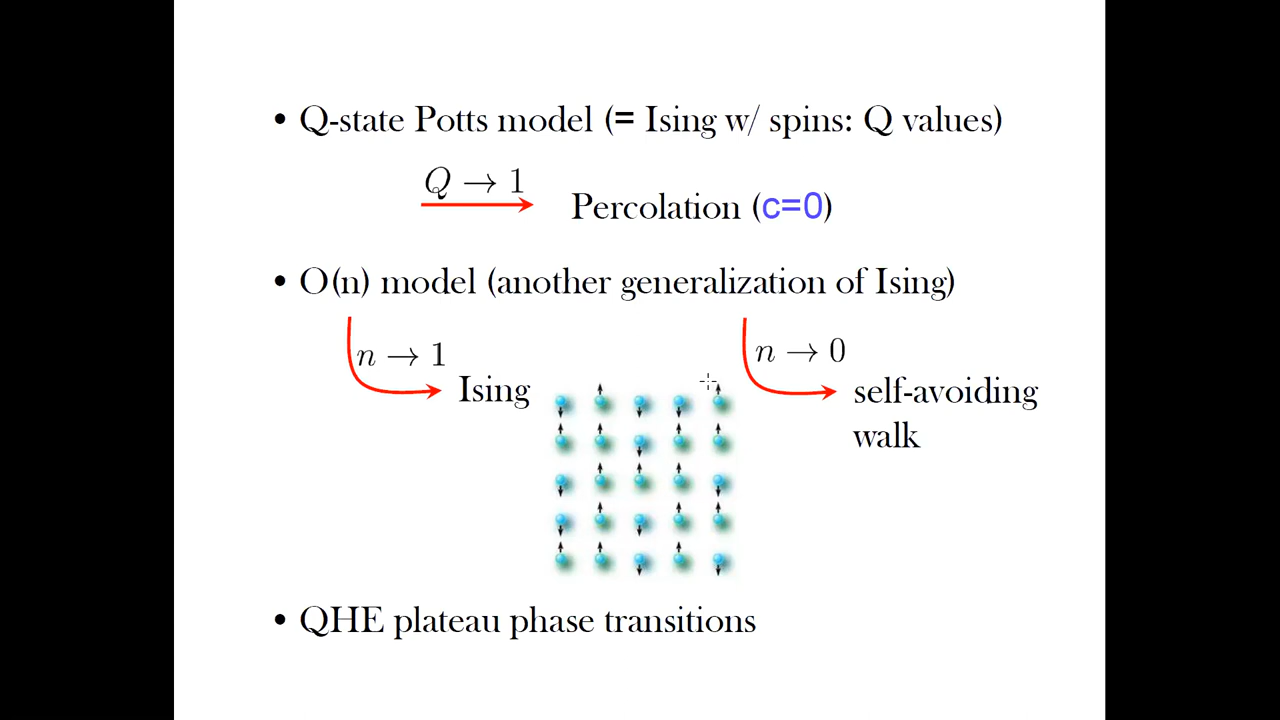 • Q-state Potts model (= Ising w/ spins: Q values)
Q → 1
Percolation (c=0)
• O(n) model (another generalization of Ising)
n → 1
Ising
n → 0
self-avoiding
walk
• QHE plateau phase transitions